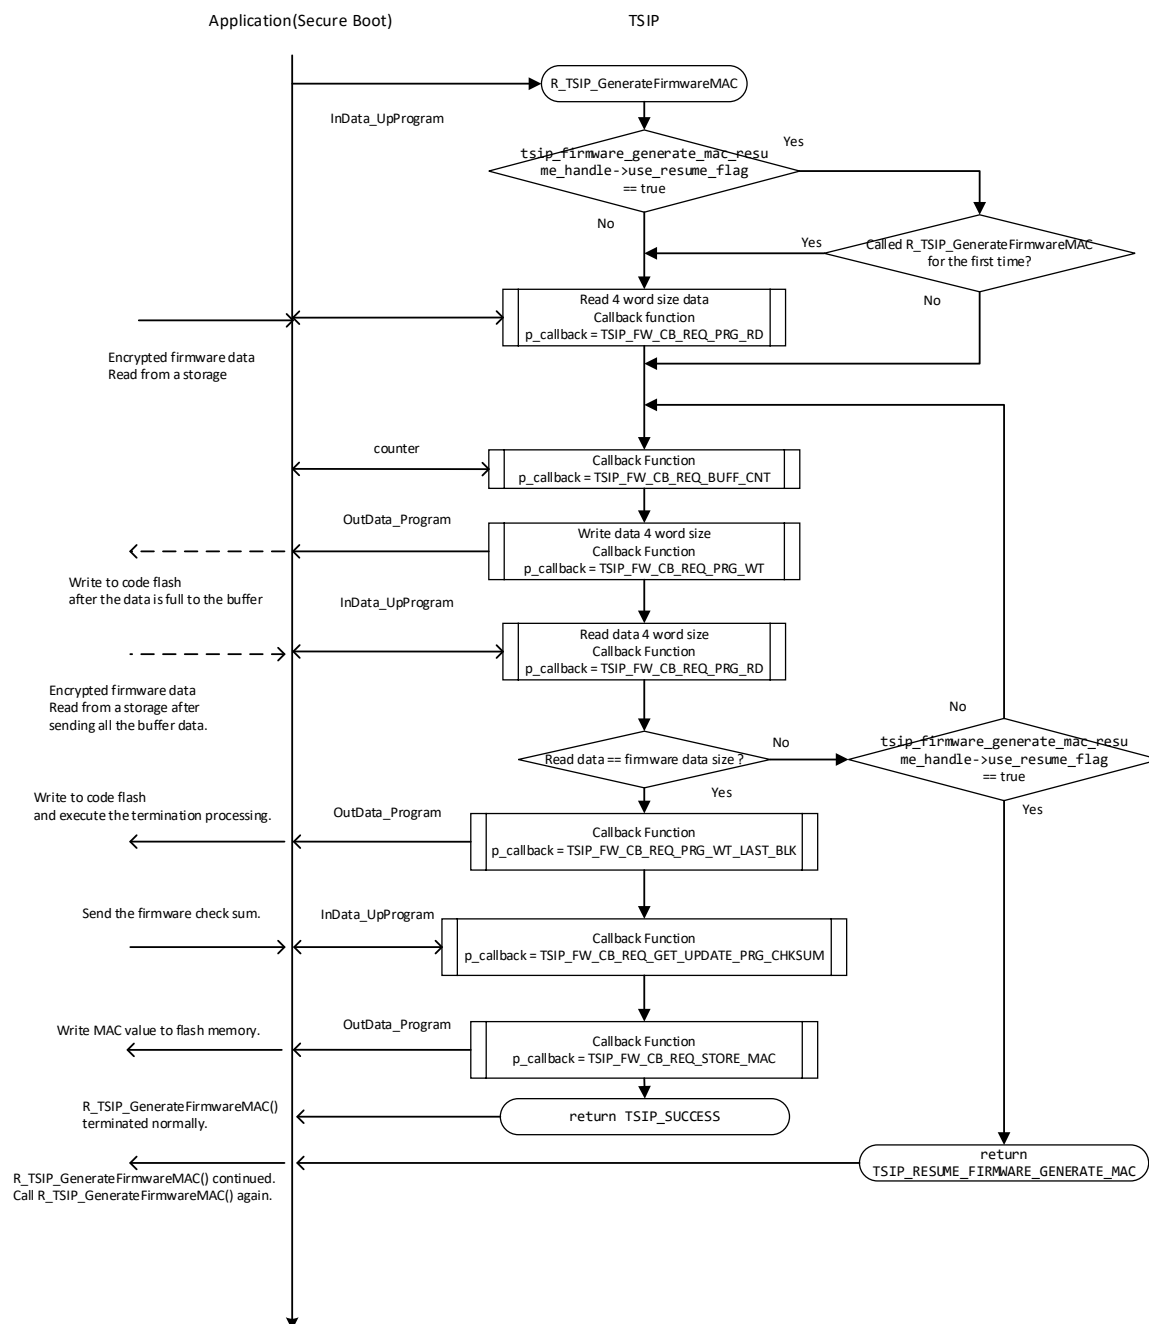 Application(Secure Boot)
TSIP
R_TSIP_GenerateFirmwareMAC
InData_UpProgram
Yes
tsip_firmware_generate_mac_resu
me_handle->use_resume_flag
== true
No
Yes
Called R_TSIP_GenerateFirmwareMAC
for the first time?
No
Read 4 word size data
Callback function
p_callback = TSIP_FW_CB_REQ_PRG_RD
Encrypted firmware data
Read from a storage
counter
Callback Function
p_callback = TSIP_FW_CB_REQ_BUFF_CNT
OutData_Program
Write data 4 word size
Callback Function
p_callback = TSIP_FW_CB_REQ_PRG_WT
Write to code flash
after the data is full to the buffer
InData_UpProgram
Read data 4 word size
Callback Function
p_callback = TSIP_FW_CB_REQ_PRG_RD
Encrypted firmware data
Read from a storage after
sending all the buffer data.
No
tsip_firmware_generate_mac_resu
me_handle->use_resume_flag
== true
No
Read data == firmware data size ?
Yes
Yes
Write to code flash
and execute the termination processing.
OutData_Program
Callback Function
p_callback = TSIP_FW_CB_REQ_PRG_WT_LAST_BLK
Send the firmware check sum.
InData_UpProgram
Callback Function
p_callback = TSIP_FW_CB_REQ_GET_UPDATE_PRG_CHKSUM
Write MAC value to flash memory.
OutData_Program
Callback Function
p_callback = TSIP_FW_CB_REQ_STORE_MAC
R_TSIP_GenerateFirmwareMAC()
terminated normally.
return TSIP_SUCCESS
return
TSIP_RESUME_FIRMWARE_GENERATE_MAC
R_TSIP_GenerateFirmwareMAC() continued.
Call R_TSIP_GenerateFirmwareMAC() again.